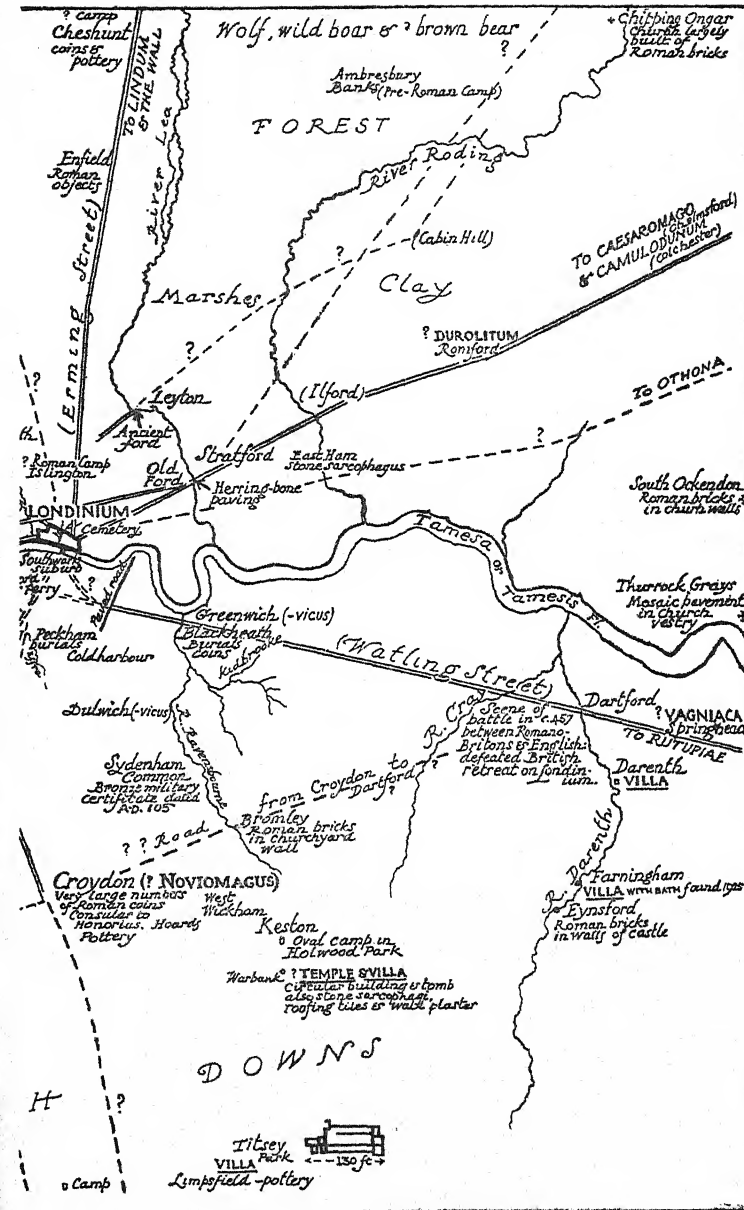 ? Camp
Cheshunt
coins &
pottery
TO LINDUM
& THE WALL
River Lea
Wolf, wild boar & ? brown bear
?
Chipping Ongar
Church largely
built of
Roman bricks
Ambresbury
Banks (Pre-Roman Camp)
FOREST
River Roding
Enfield
Roman
objects
(Erming Street)
(Cabin Hill)
?
Marshes
Clay
TO CAESAROMAGO
(Chelmsford)
& CAMULODUNUM
(Colchester)
? DUROLITUM
Romford
?
?
Leyton
Ancient
ford
(Ilford)
TO OTHONA
?
? Roman Camp
Islington
Old
Ford
Stratford
East Ham
Stone sarcophagus
Herring-bone
paving
South Ockendon
Roman bricks
in church walls
LONDINIUM
Cemetery
Southwark
suburb
ferry
?
Paved road
Tamesa or Tamesis Fl.
Thurrock Grays
Mosaic pavement
in church
vestry
Peckham
burials
Coldharbour
Greenwich (-vicus)
Blackheath
Burials
Coins
Kidbrooke
(Watling Street)
Dulwich (-vicus)
R. Ravensbourne
R. Cray
Scene of
battle in c.457
between Romano-
Britons & English:
defeated British
retreat on Londin-
ium.
Dartford
? VAGNIACA
Springhead
TO RUTUPIAE
Darenth
VILLA
Sydenham
Common
Bronze military
certifitate datid
A.D. 105
from Croydon to
Dartford
?
?
? ? Road
Bromley
Roman bricks
in churchyard
wall
R. Darenth
Farningham
VILLA WITH BATH found 1925
Eynsford
Roman bricks
in walls of castle
Croydon (? NOVIOMAGUS)
Very large numbers
of Roman coins
Consular to
Honorius. Hoards
Pottery
West
Wickham
Keston
Oval camp in
Holwood Park
Warbank ? TEMPLE & VILLA
Circular building & tomb
also stone sarcophagi,
roofing tiles & wall plaster
DOWNS
H
?
Titsey
Park
VILLA
130 ft
Limpsfield - pottery
Camp